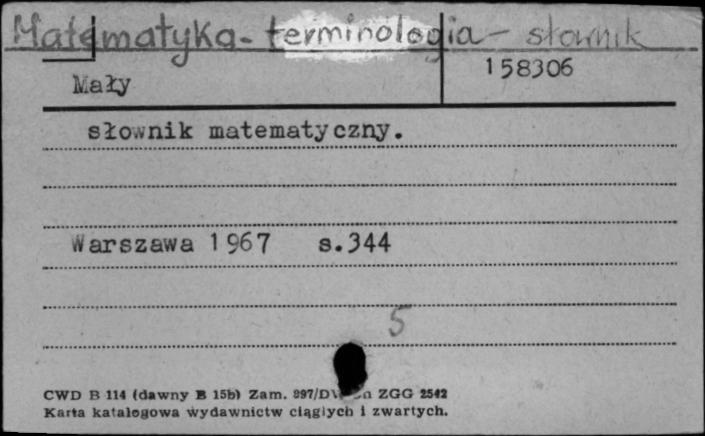 Matematyka - terminologia - słownik
158306
Mały
słownik matematyczny.
Warszawa 1967 s.344
5
CWD B 114 (dawny B 15b) Zam. ZGG 2542
Karta katalogowa wydawnictw ciągłych i zwartych.